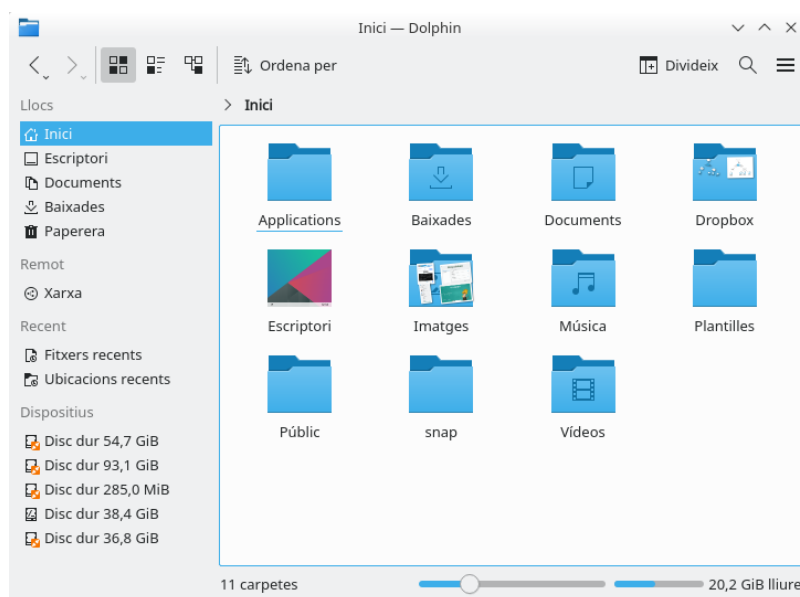 Inici — Dolphin
Ordena per
Divideix
Llocs
Inici
Escriptori
Documents
Baixades
Paperera
Remot
Xarxa
Recent
Fitxers recents
Ubicacions recents
Dispositius
Disc dur 54,7 GiB
Disc dur 93,1 GiB
Disc dur 285,0 MiB
Disc dur 38,4 GiB
Disc dur 36,8 GiB
Inici
Applications Baixades Documents Dropbox
Escriptori Imatges Música Plantilles
Públic snap Vídeos
11 carpetes
20,2 GiB lliure